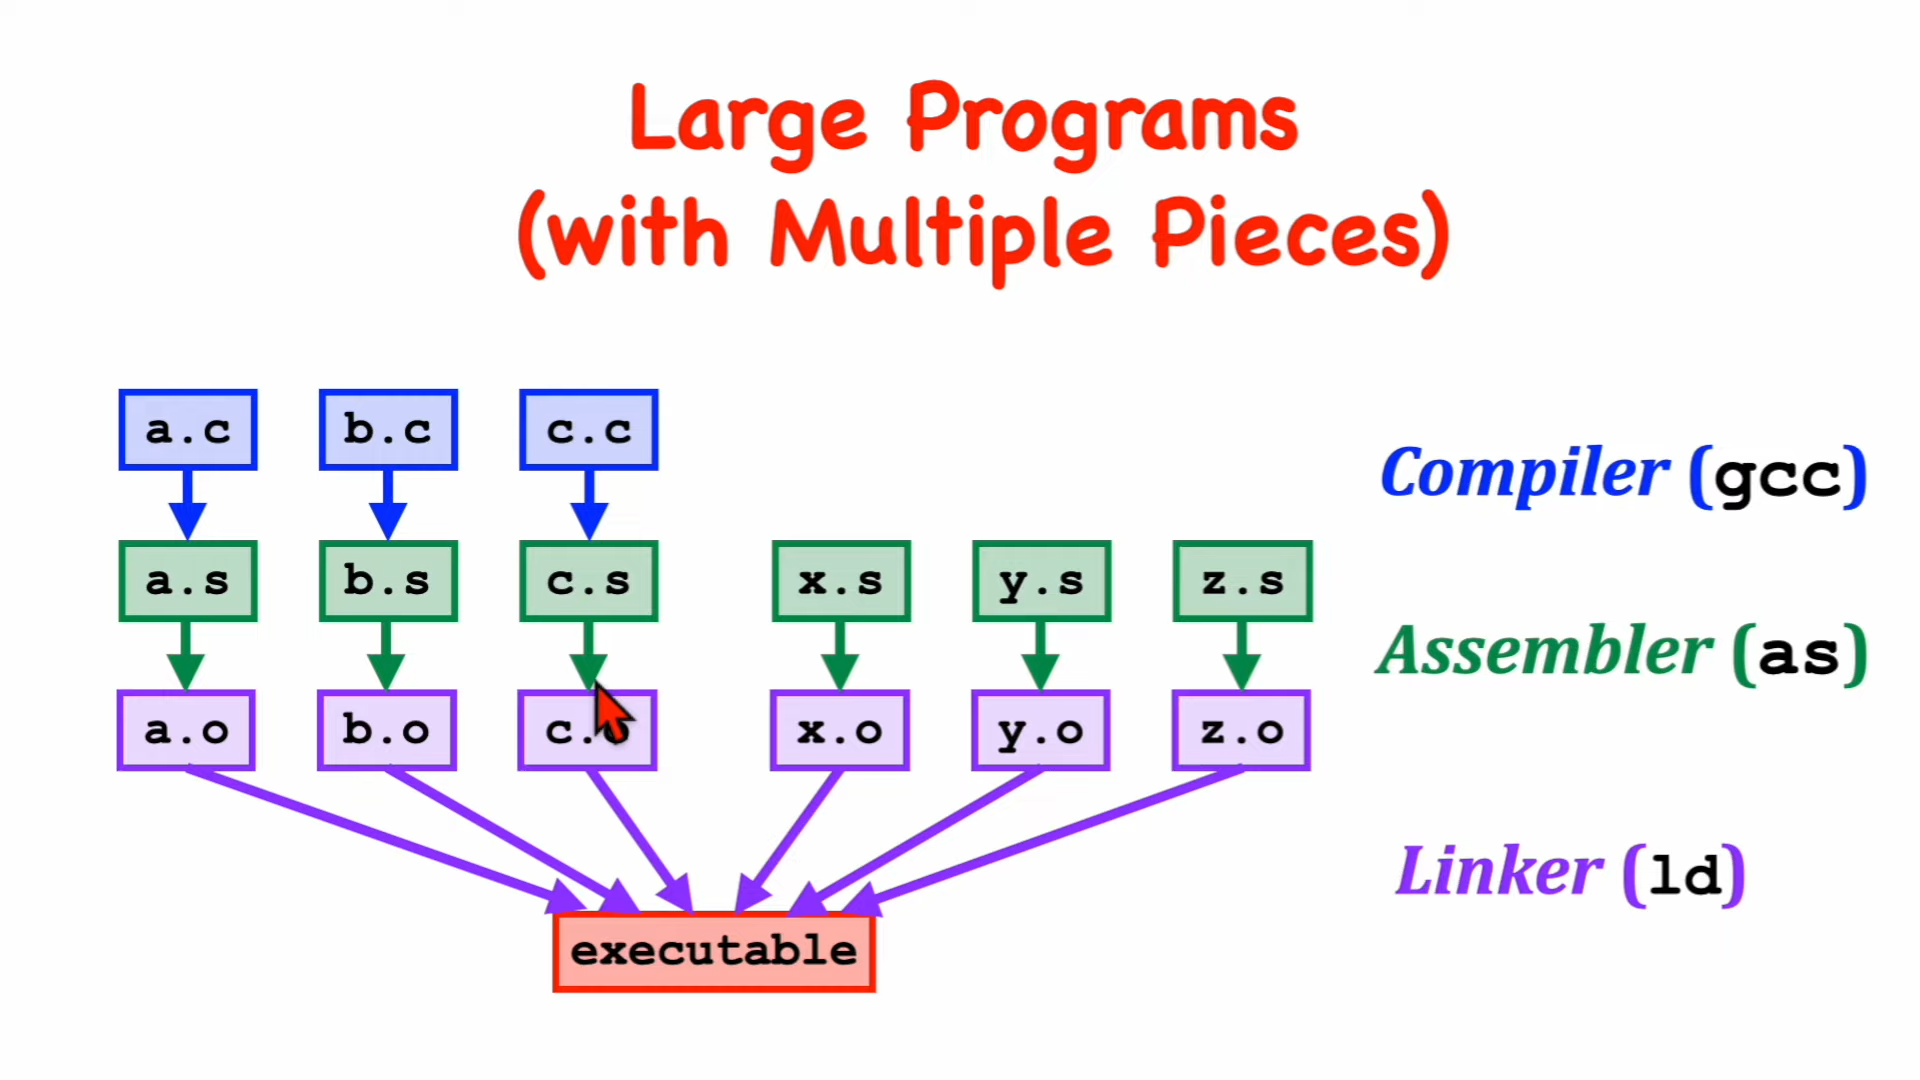 Large Programs
(with Multiple Pieces)
a.c b.c c.c
Compiler (gcc)
a.s b.s c.s x.s y.s z.s
Assembler (as)
a.o b.o c.o x.o y.o z.o
Linker (ld)
executable